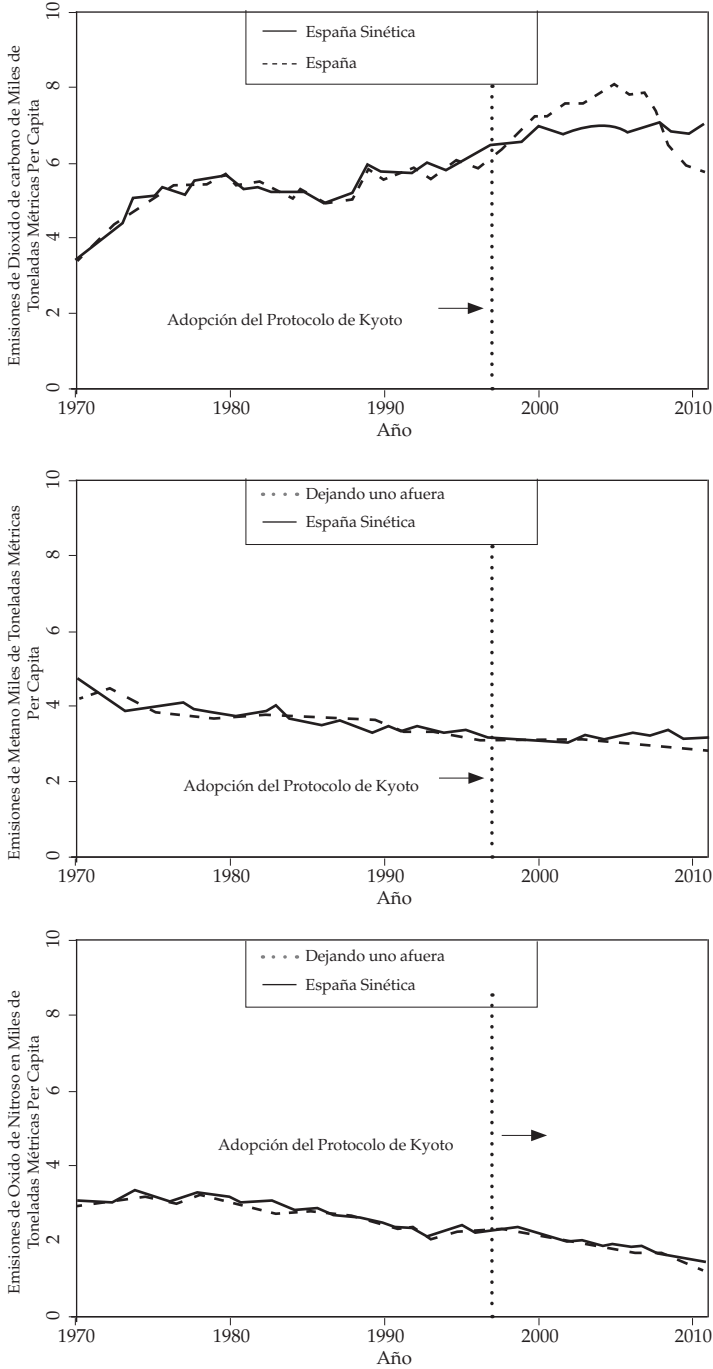 Emisiones de Dioxido de carbono de Miles de
Toneladas Métricas Per Capita
10
8
6
4
2
0
España Sinética
España
Adopción del Protocolo de Kyoto
1970
1980
1990
2000
2010
Año
Emisiones de Metano Miles de Toneladas Métricas
Per Capita
10
8
6
4
2
0
Dejando uno afuera
España Sinética
Adopción del Protocolo de Kyoto
1970
1980
1990
2000
2010
Año
Emisiones de Oxido de Nitroso en Miles de
Toneladas Métricas Per Capita
10
8
6
4
2
0
Dejando uno afuera
España Sinética
Adopción del Protocolo de Kyoto
1970
1980
1990
2000
2010
Año